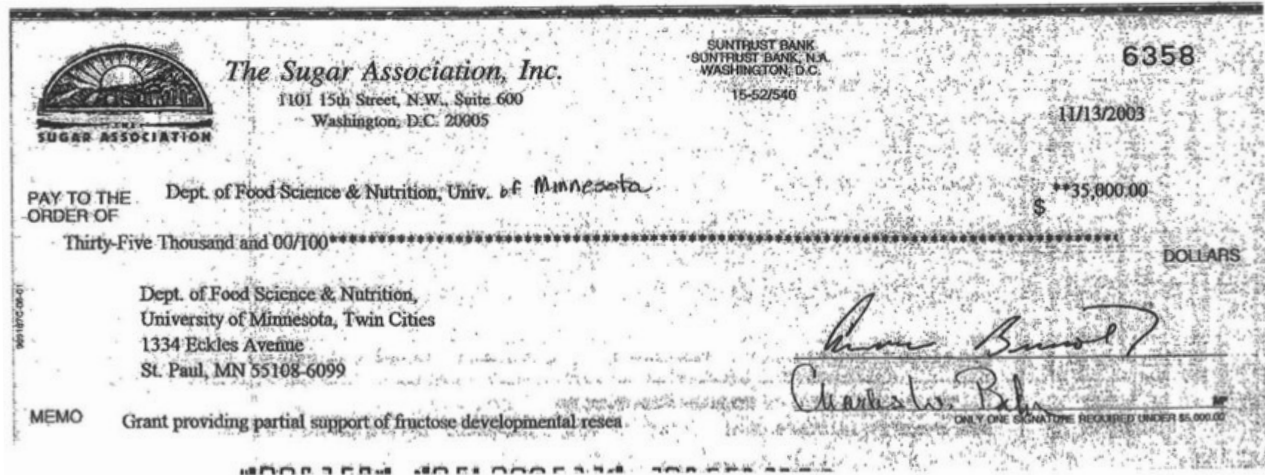 SUNTRUST BANK
SUNTRUST BANK, N.A.
WASHINGTON, D.C.
15-52/540
6358
The Sugar Association, Inc.
1101 15th Street, N.W., Suite 600
Washington, D.C. 20005
SUGAR ASSOCIATION
11/13/2003
PAY TO THE ORDER OF Dept. of Food Science & Nutrition, Univ. of Minnesota $ **35,000.00
Thirty-Five Thousand and 00/100****************************************
DOLLARS
Dept. of Food Science & Nutrition,
University of Minnesota, Twin Cities
1334 Eckles Avenue
St. Paul, MN 55108-6099
Charles W.
MP
ONLY ONE SIGNATURE REQUIRED UNDER $5,000.00
MEMO Grant providing partial support of fructose developmental resea